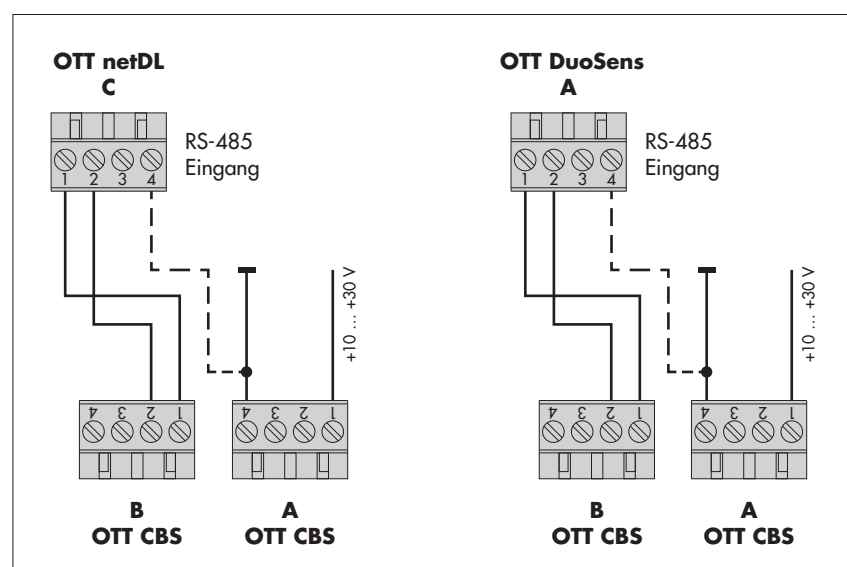 OTT netDL
C
RS-485
Eingang
1 2 3 4
+10 ... +30 V
4 3 2 1
4 3 2 1
B
OTT CBS
A
OTT CBS
OTT DuoSens
A
RS-485
Eingang
1 2 3 4
+10 ... +30 V
4 3 2 1
4 3 2 1
B
OTT CBS
A
OTT CBS